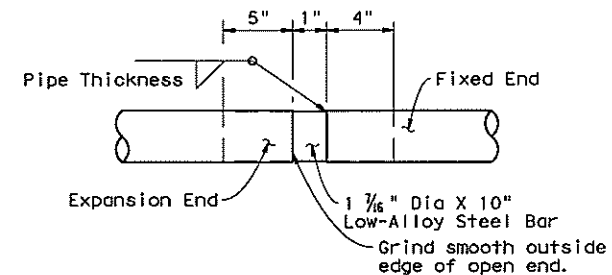 5" 1" 4"
Pipe Thickness
Fixed End
Expansion End
1 7/16" Dia X 10"
Low-Alloy Steel Bar
Grind smooth outside
edge of open end.